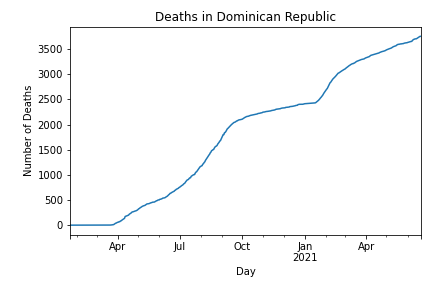 Deaths in Dominican Republic
Number of Deaths
3500
3000
2500
2000
1500
1000
500
0
Apr Jul Oct Jan Apr
2021
Day